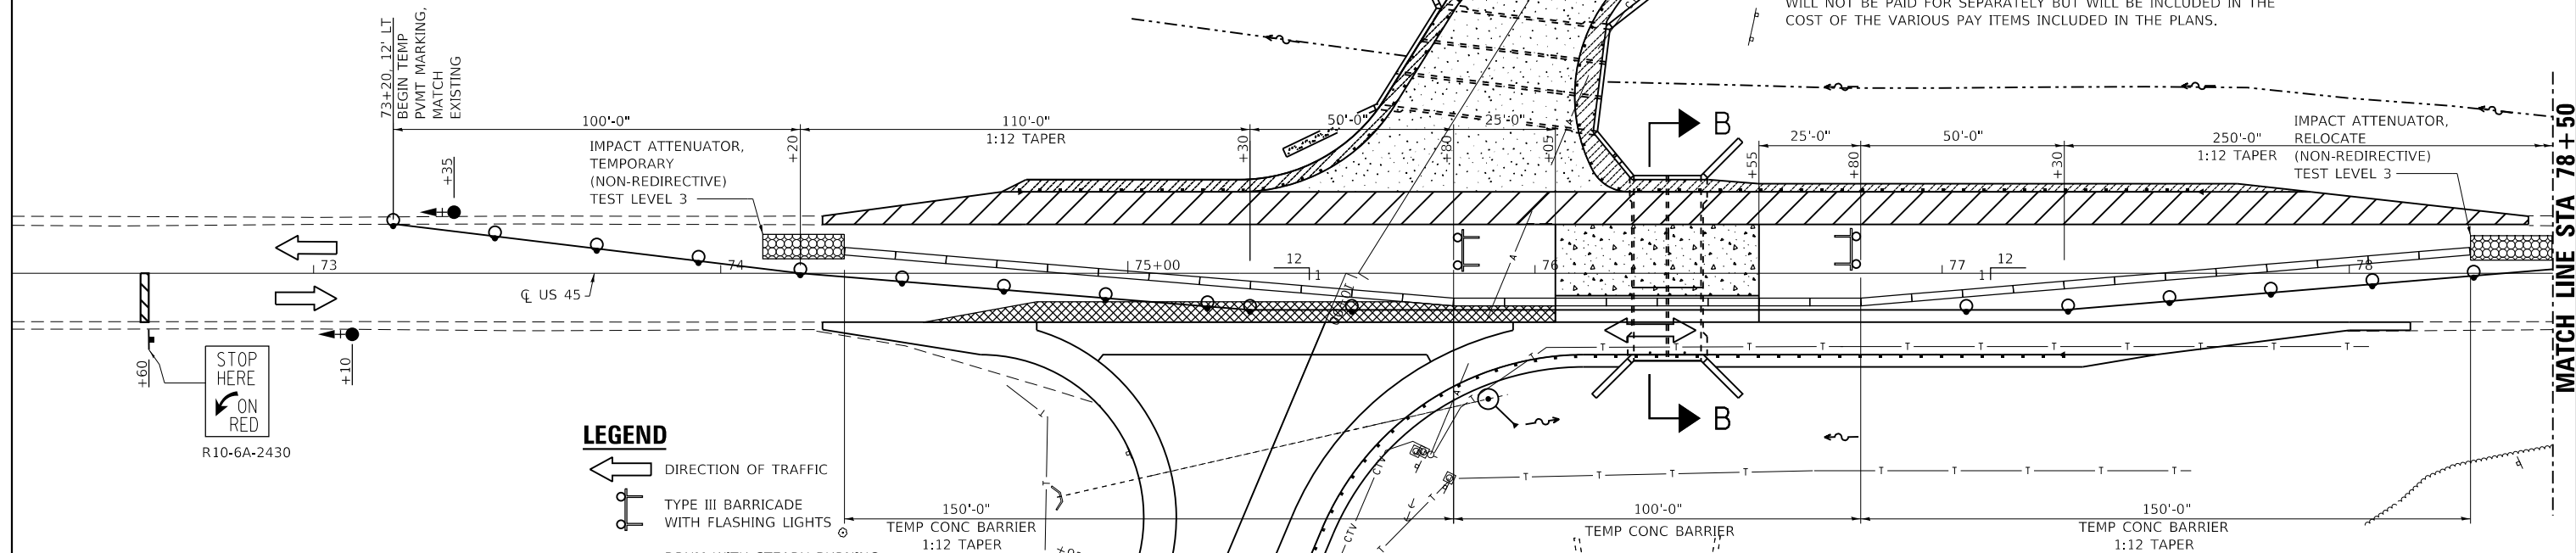 WILL NOT BE PAID FOR SEPARATELY BUT WILL BE INCLUDED IN THE
COST OF THE VARIOUS PAY ITEMS INCLUDED IN THE PLANS.
73+20, 12' LT
BEGIN TEMP
PVMT MARKING,
MATCH
EXISTING
+35
100'-0"
+20
110'-0"
1:12 TAPER
+30
50'-0"
+80
25'-0"
+05
B
25'-0"
+55
+80
50'-0"
+30
250'-0"
1:12 TAPER
IMPACT ATTENUATOR,
TEMPORARY
(NON-REDIRECTIVE)
TEST LEVEL 3
IMPACT ATTENUATOR,
RELOCATE
(NON-REDIRECTIVE)
TEST LEVEL 3
MATCH LINE STA 78+50
73
74
75+00
76
77
78
12
1
12
1
℄ US 45
+60
+10
STOP
HERE
ON
RED
R10-6A-2430
B
LEGEND
DIRECTION OF TRAFFIC
TYPE III BARRICADE
WITH FLASHING LIGHTS
150'-0"
TEMP CONC BARRIER
1:12 TAPER
100'-0"
TEMP CONC BARRIER
150'-0"
TEMP CONC BARRIER
1:12 TAPER
CTV
CTV